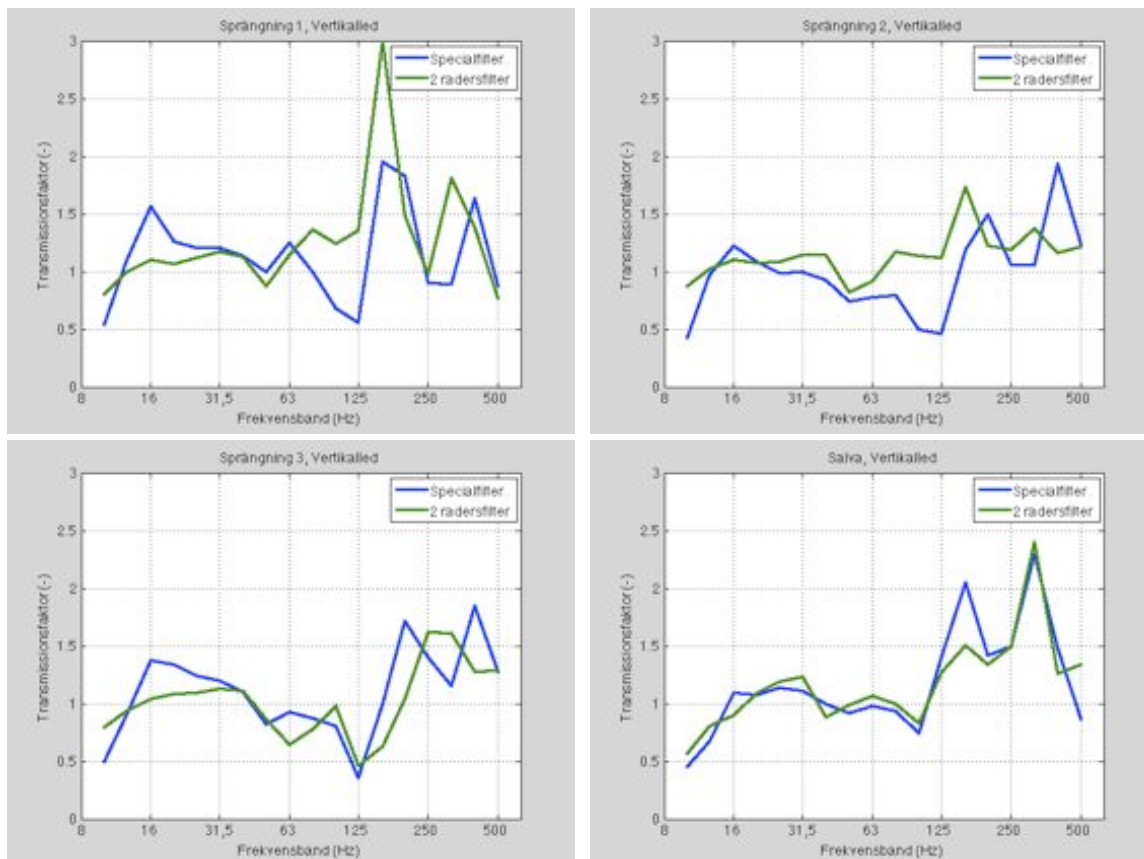 Sprängning 1, Vertikalled
Specialfilter
2 radersfilter
Transmissionsfaktor (-)
3
2.5
2
1.5
1
0.5
0
8 16 31,5 63 125 250 500
Frekvensband (Hz)
Sprängning 2, Vertikalled
Specialfilter
2 radersfilter
Transmissionsfaktor (-)
3
2.5
2
1.5
1
0.5
0
8 16 31,5 63 125 250 500
Frekvensband (Hz)
Sprängning 3, Vertikalled
Specialfilter
2 radersfilter
Transmissionsfaktor (-)
3
2.5
2
1.5
1
0.5
0
8 16 31,5 63 125 250 500
Frekvensband (Hz)
Salva, Vertikalled
Specialfilter
2 radersfilter
Transmissionsfaktor (-)
3
2.5
2
1.5
1
0.5
0
8 16 31,5 63 125 250 500
Frekvensband (Hz)